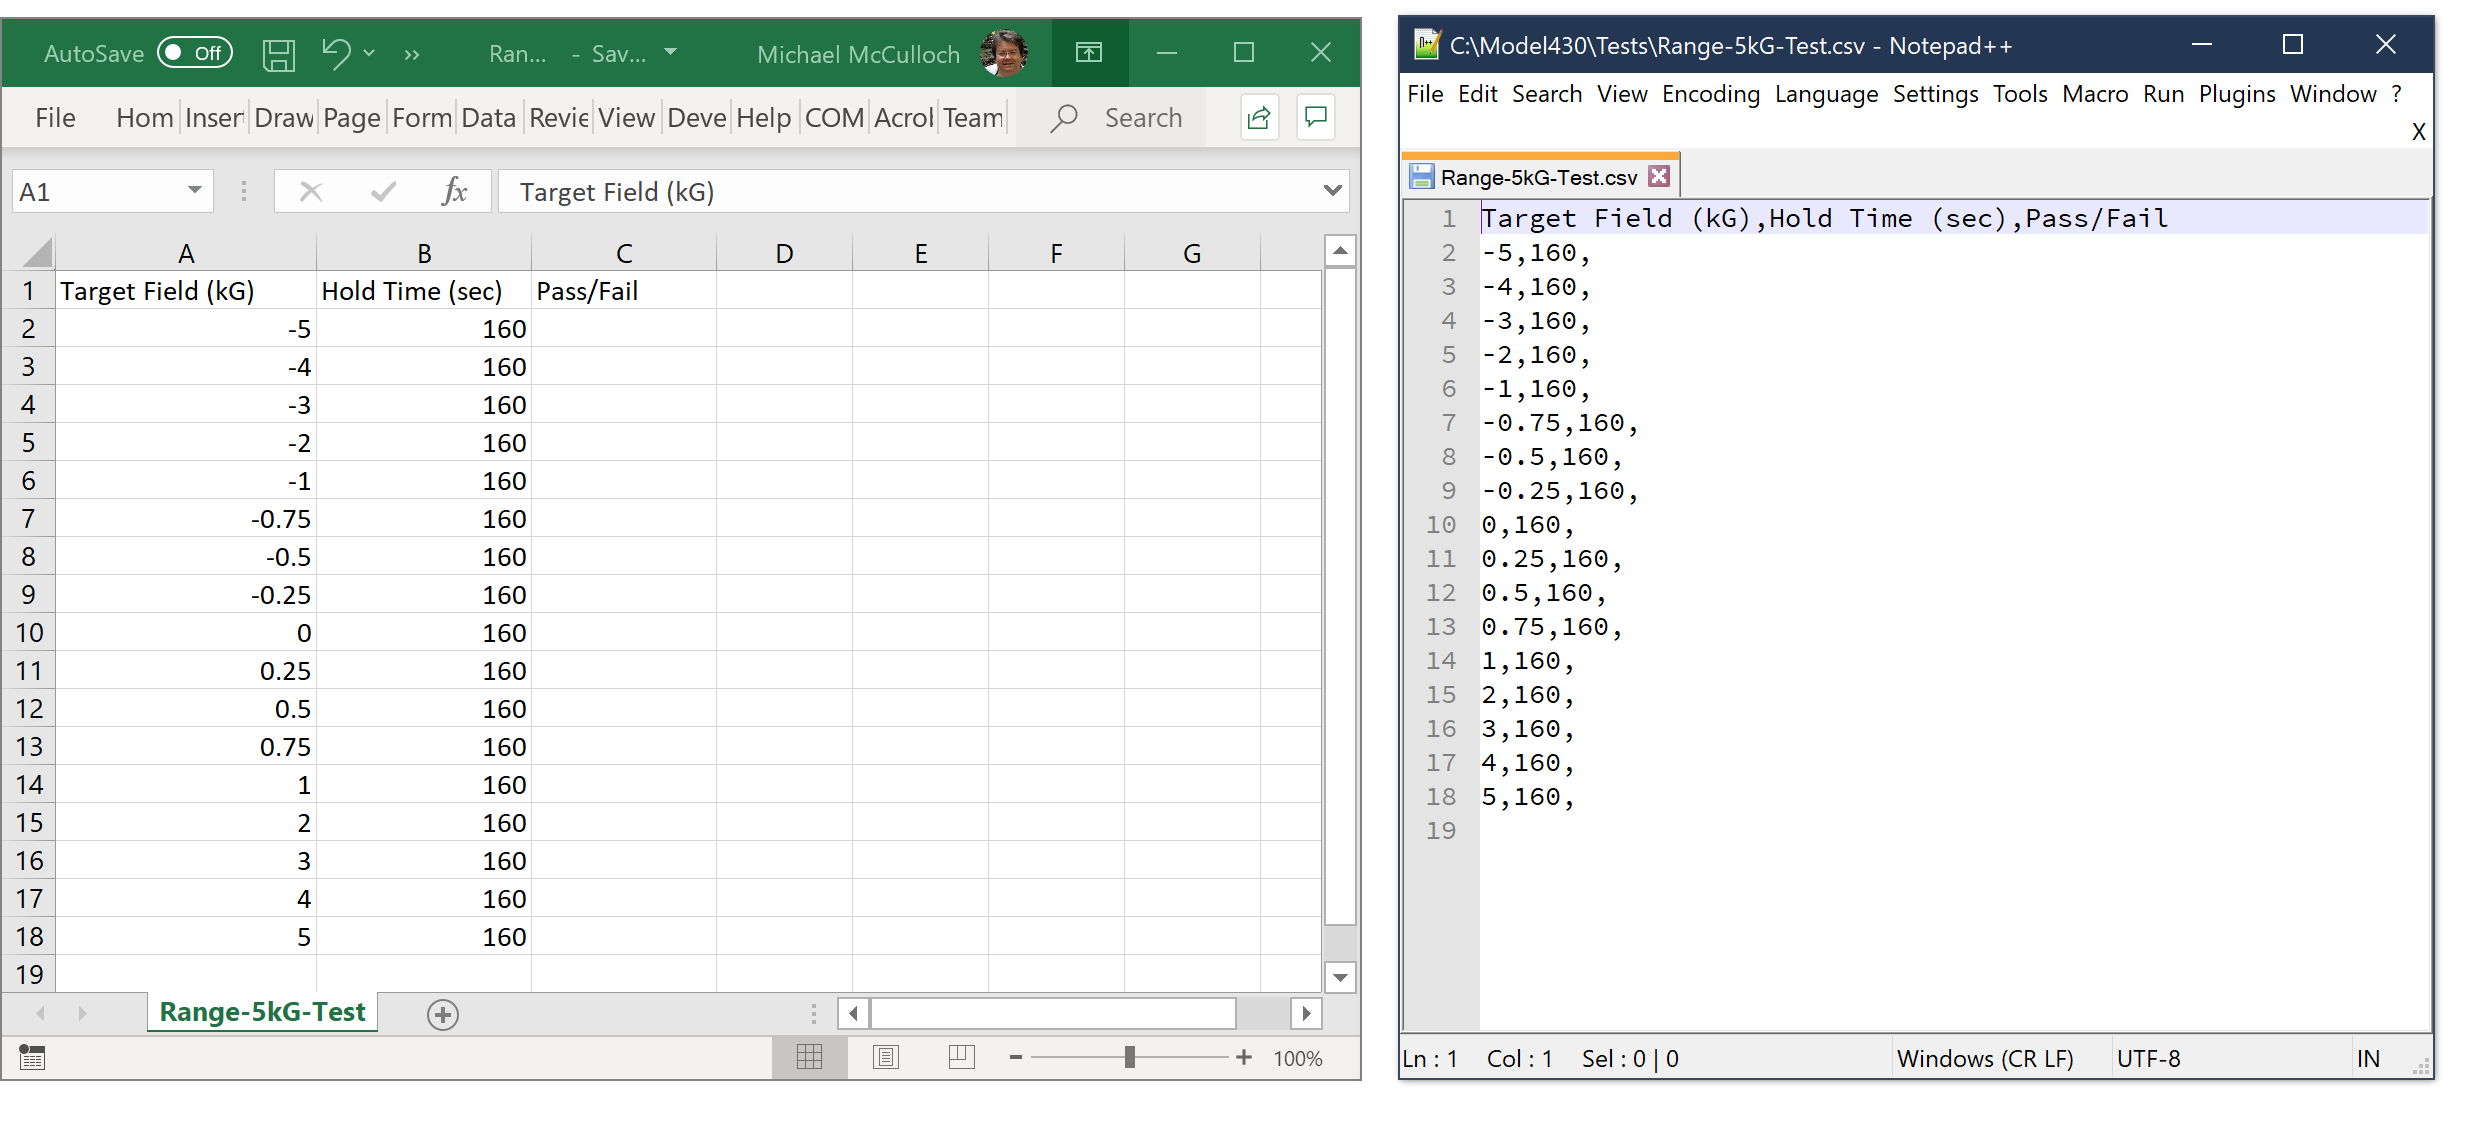 AutoSave Off Ran... - Sav... Michael McCulloch
File Hom Inser Draw Page Form Data Revie View Deve Help COM Acrol Team Search
A1 fx Target Field (kG)
A B C D E F G
1 Target Field (kG) Hold Time (sec) Pass/Fail
2 -5 160
3 -4 160
4 -3 160
5 -2 160
6 -1 160
7 -0.75 160
8 -0.5 160
9 -0.25 160
10 0 160
11 0.25 160
12 0.5 160
13 0.75 160
14 1 160
15 2 160
16 3 160
17 4 160
18 5 160
19
Range-5kG-Test
100%
C:\Model430\Tests\Range-5kG-Test.csv - Notepad++
File Edit Search View Encoding Language Settings Tools Macro Run Plugins Window ?
X
Range-5kG-Test.csv
1 Target Field (kG),Hold Time (sec),Pass/Fail
2 -5,160,
3 -4,160,
4 -3,160,
5 -2,160,
6 -1,160,
7 -0.75,160,
8 -0.5,160,
9 -0.25,160,
10 0,160,
11 0.25,160,
12 0.5,160,
13 0.75,160,
14 1,160,
15 2,160,
16 3,160,
17 4,160,
18 5,160,
19
Ln : 1 Col : 1 Sel : 0 | 0 Windows (CR LF) UTF-8 IN